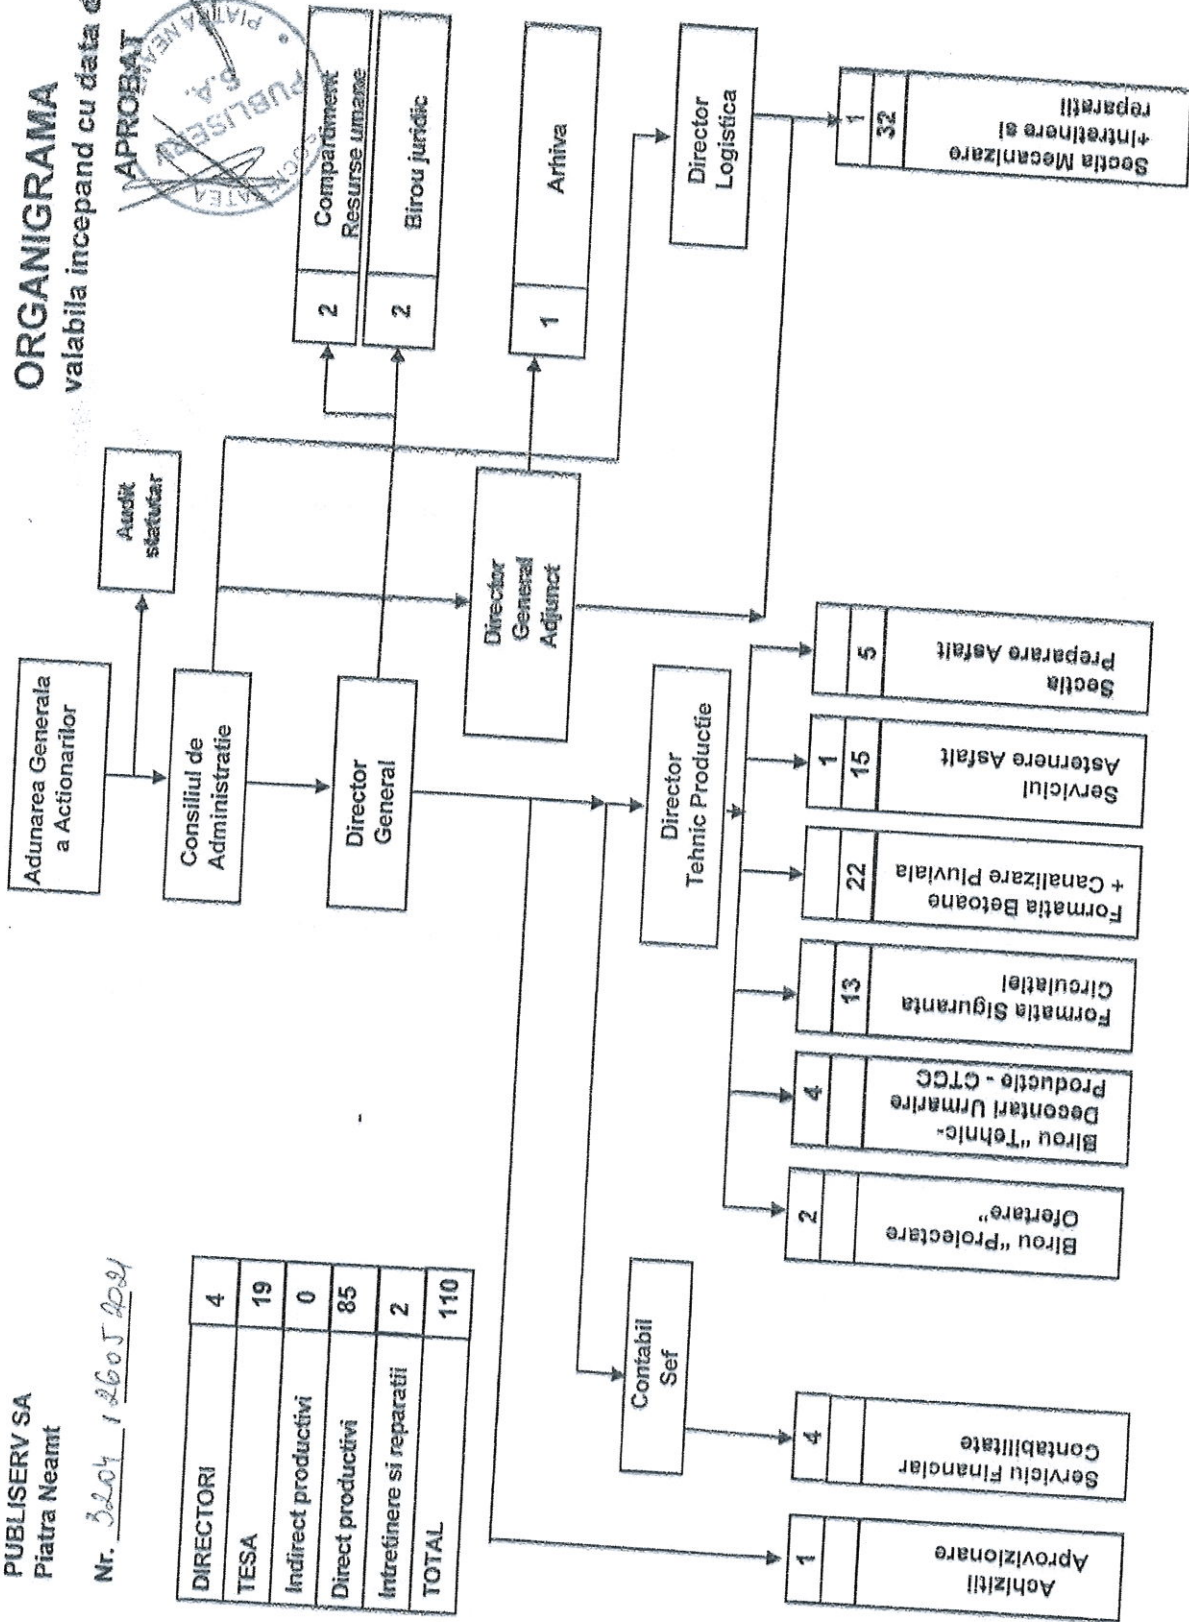 PUBLISERV SA
Piatra Neamt
Nr. 3204 / 2605 2021
ORGANIGRAMA
valabila incepand cu data d
APROBAT
SOCIETATEA
PUBLISERV
S.A.
PIATRA NEAMT
DIRECTORI 4
TESA 19
Indirect productivi 0
Direct productivi 85
Intretinere si reparatii 2
TOTAL 110
Adunarea Generala
a Actionarilor
Audit
statutar
Consiliul de
Administratie
Director
General
2 Compartiment
Resurse umane
2 Birou juridic
Director
General
Adjunct
1 Arhiva
Contabil
Sef
Director
Tehnic Productie
Director
Logistica
1
Achizitii
Aprovizionare
4
Serviciu Financiar
Contabilitate
2
Birou "Proiectare
Ofertare"
4
Birou "Tehnic-
Decontari Urmarire
Productie - CTCC
13
Formatia Siguranta
Circulatiei
22
Formatia Betoane
+ Canalizare Pluviala
1
15
Serviciul
Asternere Asfalt
5
Sectia
Preparare Asfalt
1
32
Sectia Mecanizare
+Intretinere si
reparatii